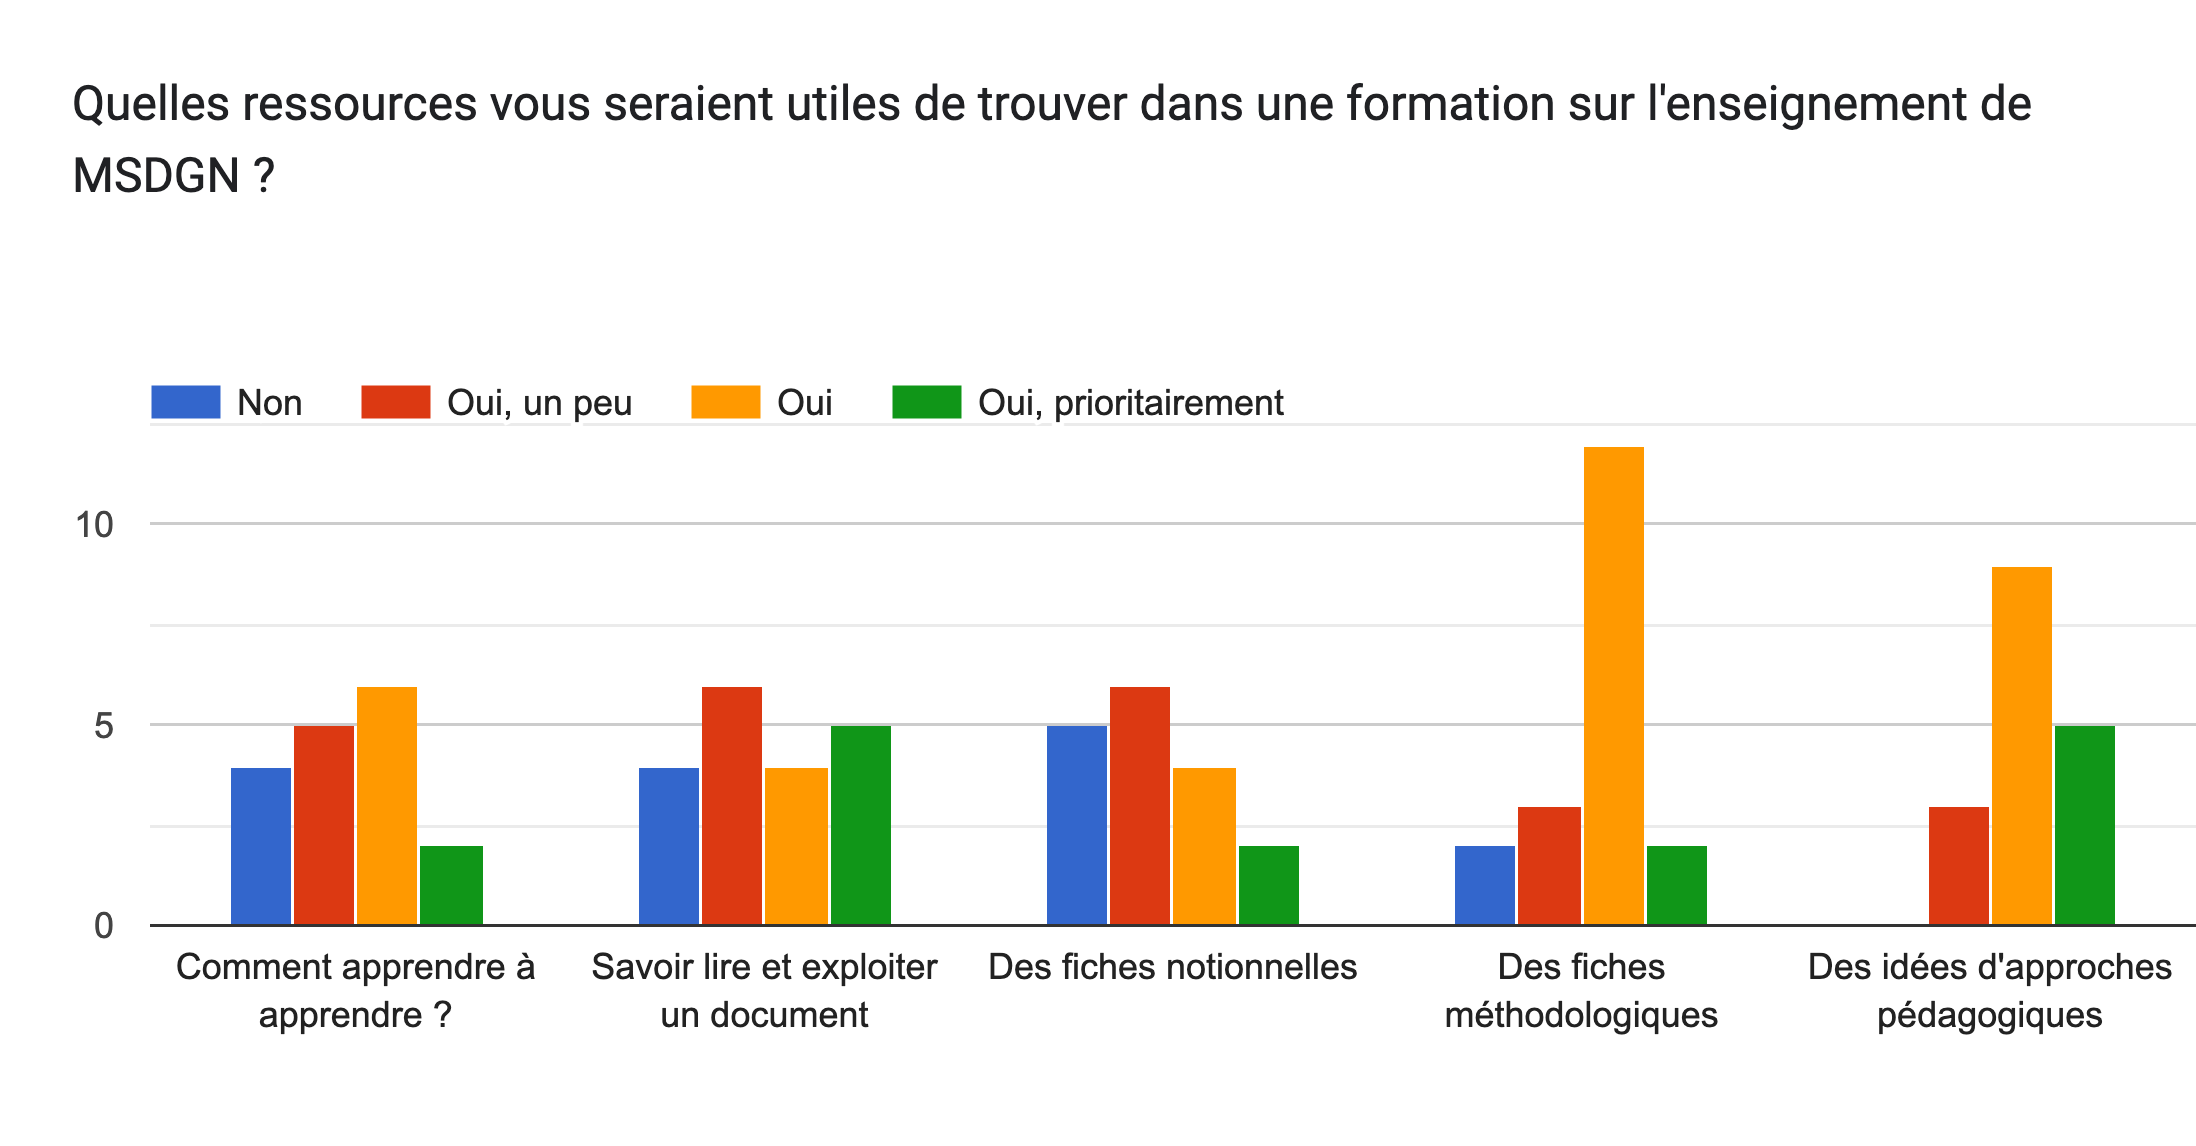 Quelles ressources vous seraient utiles de trouver dans une formation sur l'enseignement de
MSDGN ?
Non Oui, un peu Oui Oui, prioritairement
10
5
0
Comment apprendre à
apprendre ?
Savoir lire et exploiter
un document
Des fiches notionnelles
Des fiches
méthodologiques
Des idées d'approches
pédagogiques